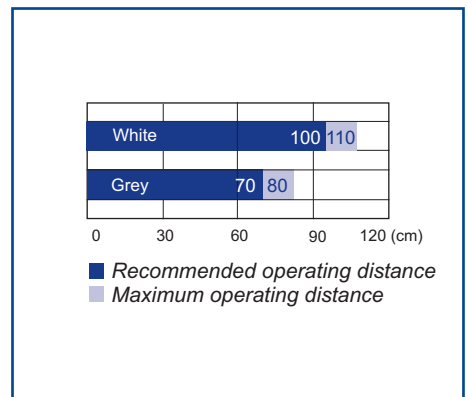 White 100 110
Grey 70 80
0 30 60 90 120 (cm)
Recommended operating distance
Maximum operating distance